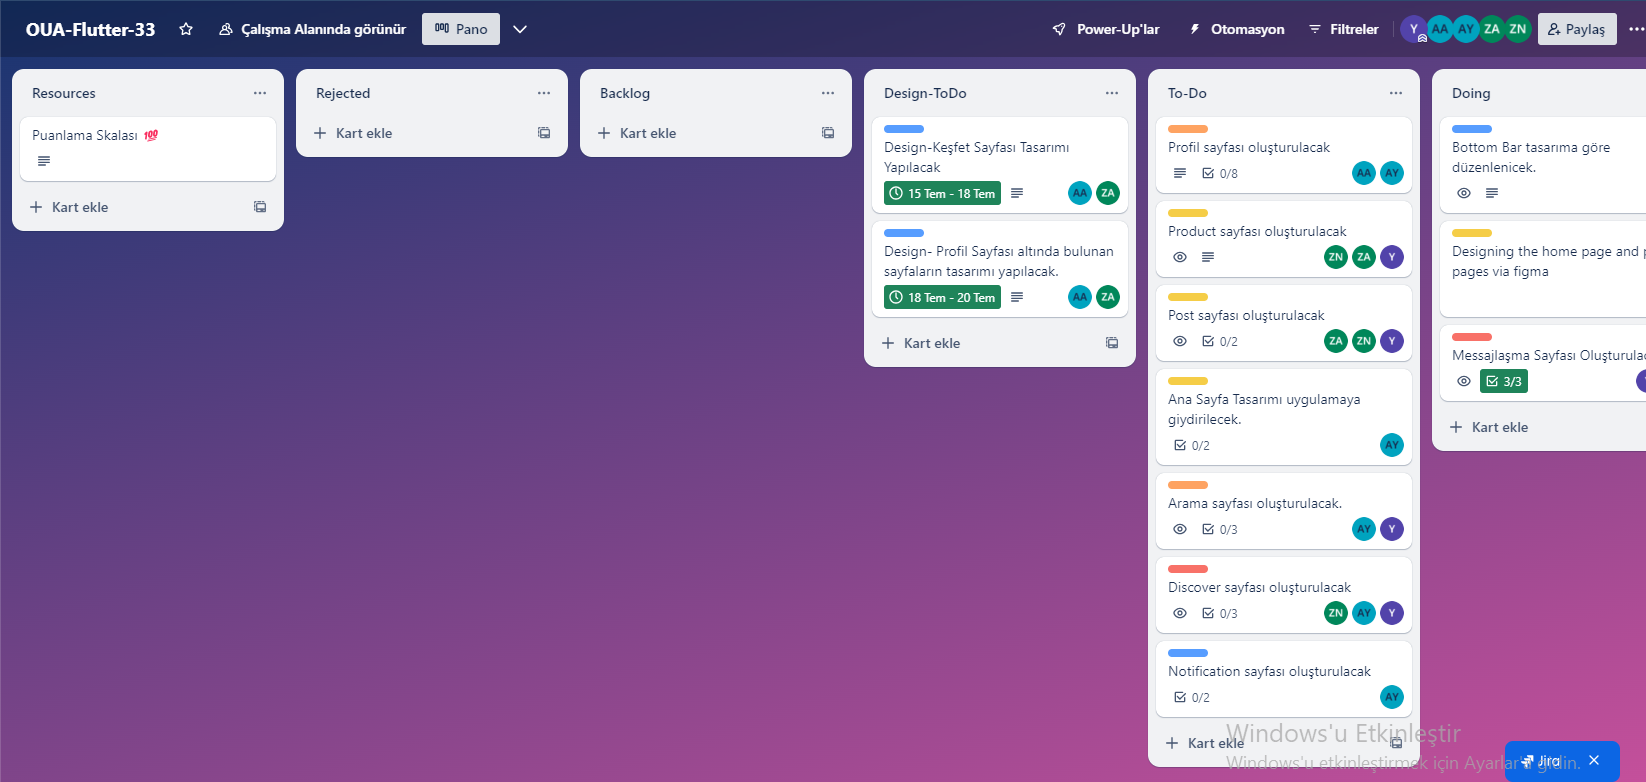 OUA-Flutter-33
Çalışma Alanında görünür
Pano
Power-Up'lar
Otomasyon
Filtreler
Y
AA
AY
ZA
ZN
Paylaş
Resources
Puanlama Skalası 💯
Kart ekle
Rejected
Kart ekle
Backlog
Kart ekle
Design-ToDo
Design-Keşfet Sayfası Tasarımı
Yapılacak
15 Tem - 18 Tem
AA
ZA
Design- Profil Sayfası altında bulunan
sayfaların tasarımı yapılacak.
18 Tem - 20 Tem
AA
ZA
Kart ekle
To-Do
Profil sayfası oluşturulacak
0/8
AA
AY
Product sayfası oluşturulacak
ZN
ZA
Y
Post sayfası oluşturulacak
0/2
ZA
ZN
Y
Ana Sayfa Tasarımı uygulamaya
giydirilecek.
0/2
AY
Arama sayfası oluşturulacak.
0/3
AY
Y
Discover sayfası oluşturulacak
0/3
ZN
AY
Y
Notification sayfası oluşturulacak
0/2
AY
Kart ekle
Doing
Bottom Bar tasarıma göre
düzenlenicek.
Designing the home page and
pages via figma
Messajlaşma Sayfası
3/3
Kart ekle
Windows'u Etkinleştir
Windows'u etkinleştirmek için Ayarlar'a gidin.
Jira